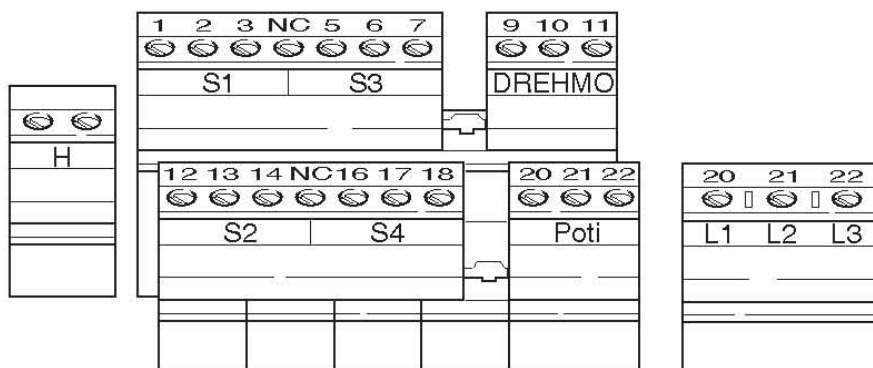 1 2 3 NC 5 6 7
9 10 11
S1 S3
DREHMO
H
12 13 14 NC 16 17 18
20 21 22
20 21 22
S2 S4
Poti
L1 L2 L3